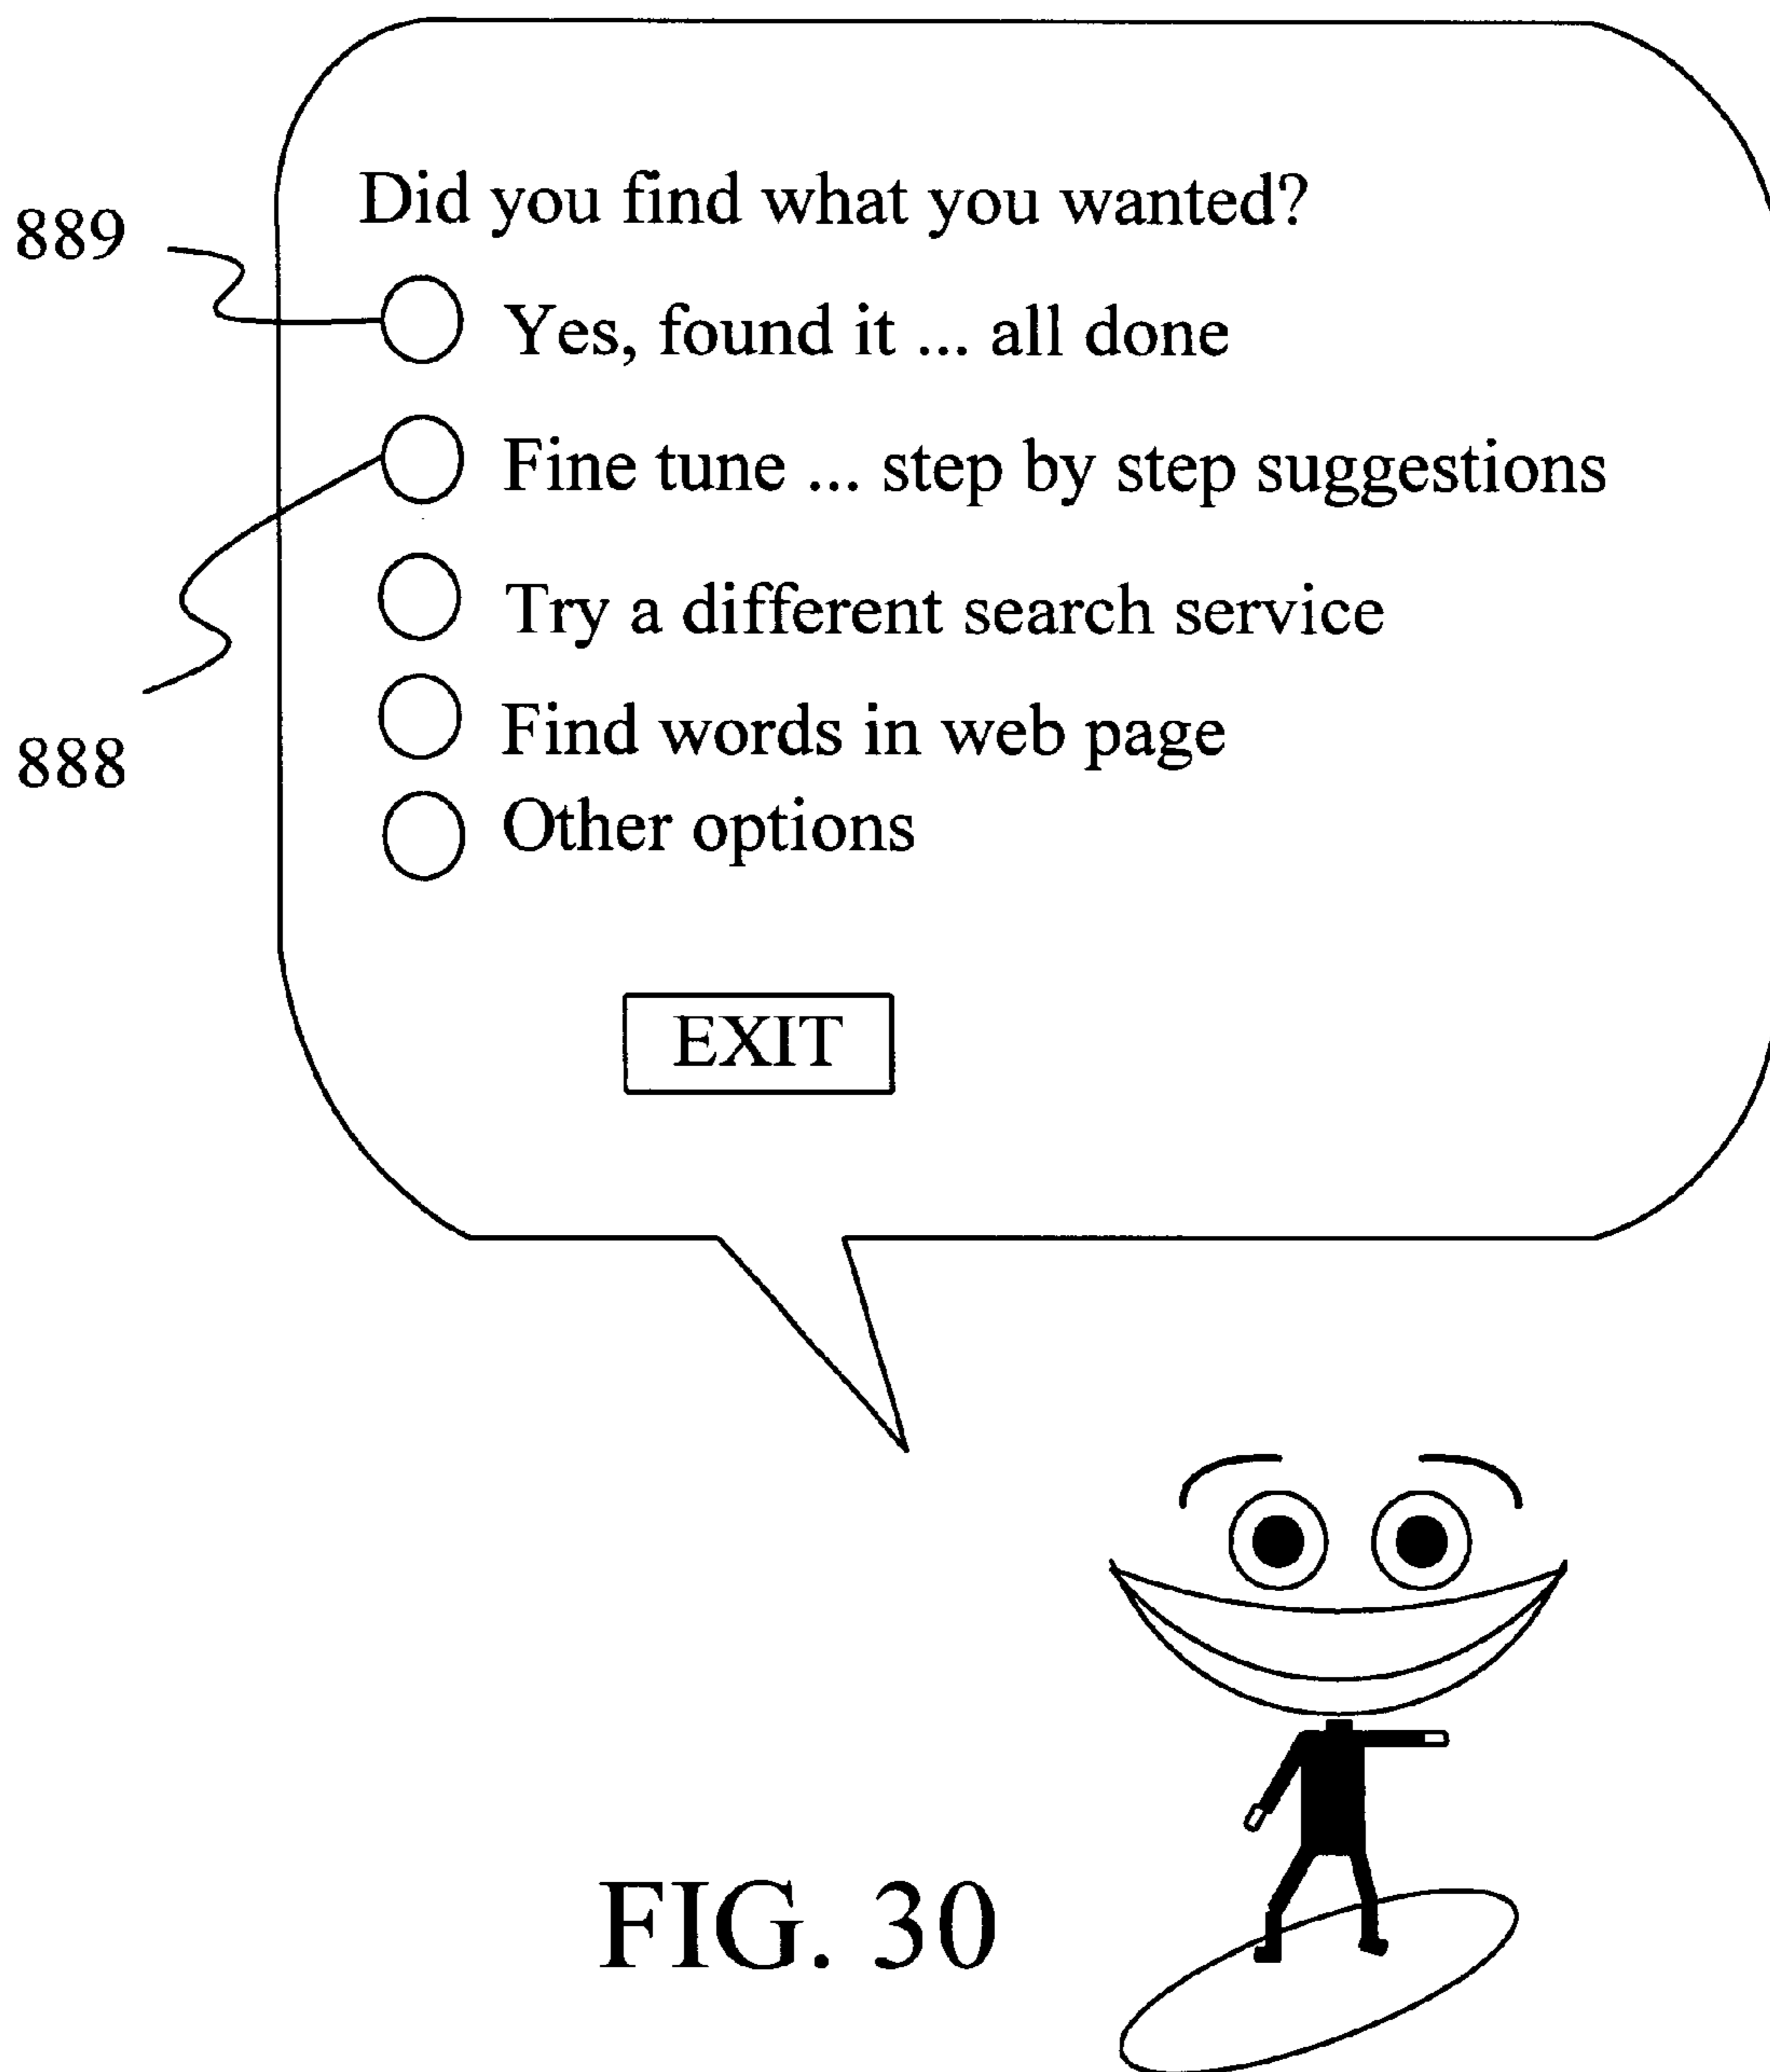 Did you find what you wanted?
889
Yes, found it ... all done
Fine tune ... step by step suggestions
Try a different search service
Find words in web page
888
Other options
EXIT
FIG. 30